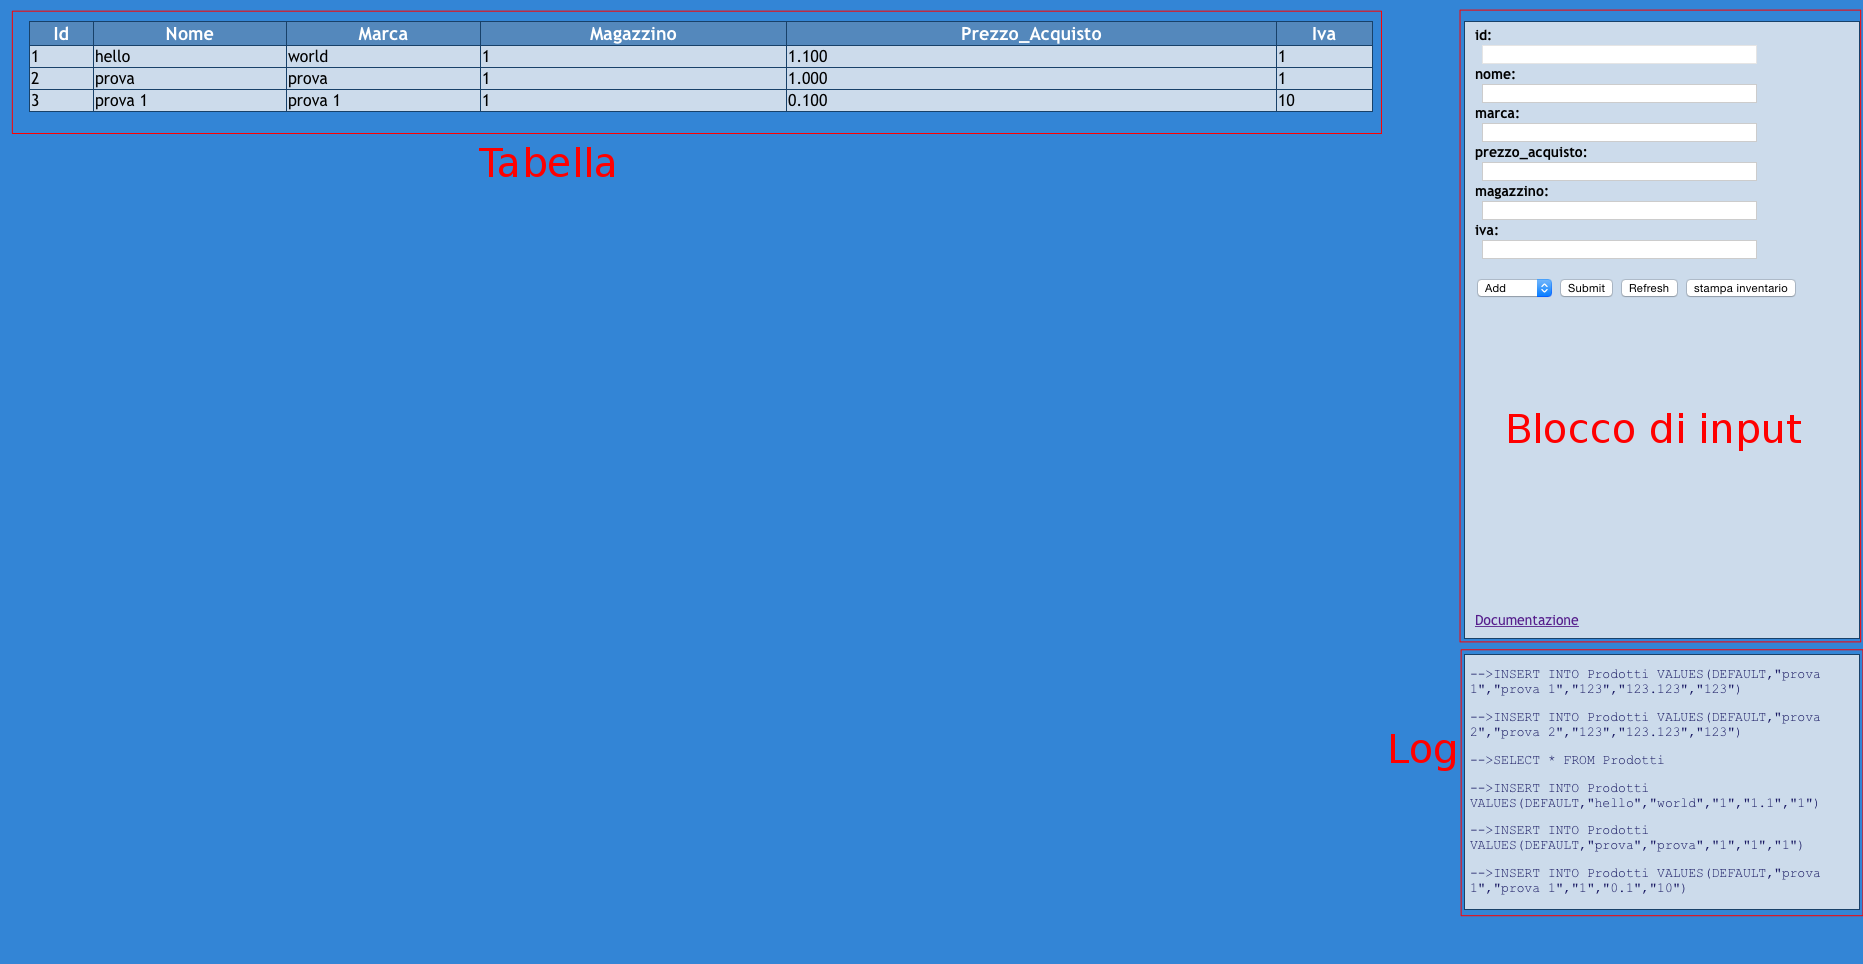 Id Nome Marca Magazzino Prezzo_Acquisto Iva
1 hello world 1 1.100 1
2 prova prova 1 1.000 1
3 prova 1 prova 1 1 0.100 10
Tabella
id:
nome:
marca:
prezzo_acquisto:
magazzino:
iva:
Add Submit Refresh stampa inventario
Blocco di input
Documentazione
Log
-->INSERT INTO Prodotti VALUES(DEFAULT,"prova
1","prova 1","123","123.123","123")
-->INSERT INTO Prodotti VALUES(DEFAULT,"prova
2","prova 2","123","123.123","123")
-->SELECT * FROM Prodotti
-->INSERT INTO Prodotti
VALUES(DEFAULT,"hello","world","1","1.1","1")
-->INSERT INTO Prodotti
VALUES(DEFAULT,"prova","prova","1","1","1")
-->INSERT INTO Prodotti VALUES(DEFAULT,"prova
1","prova 1","1","0.1","10")